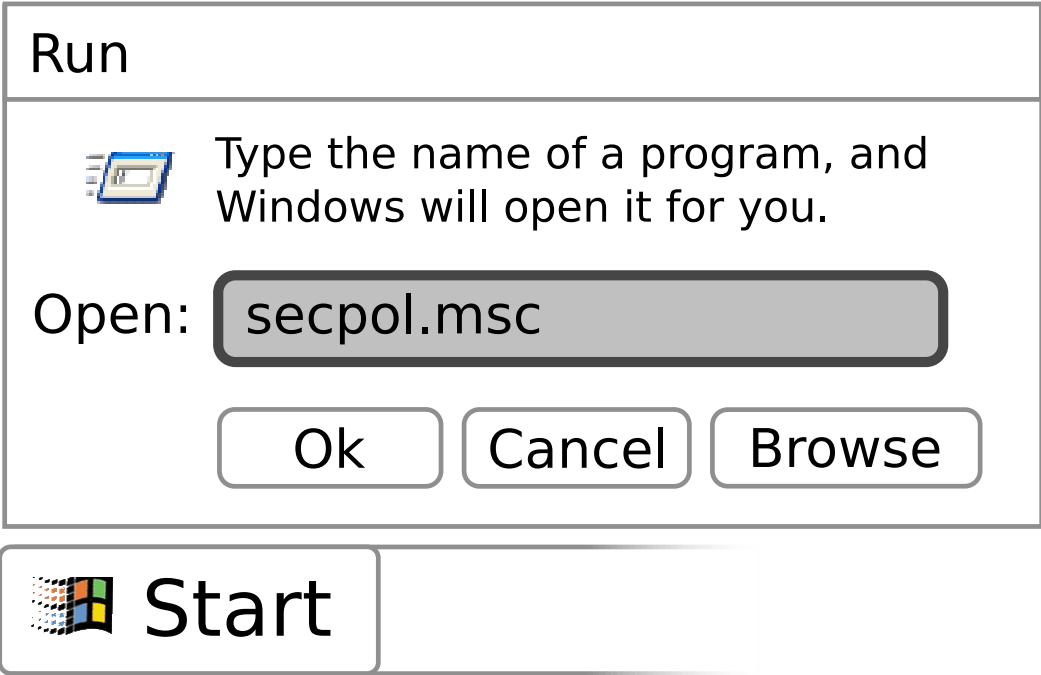 Run
Type the name of a program, and
Windows will open it for you.
Open: secpol.msc
Ok Cancel Browse
Start